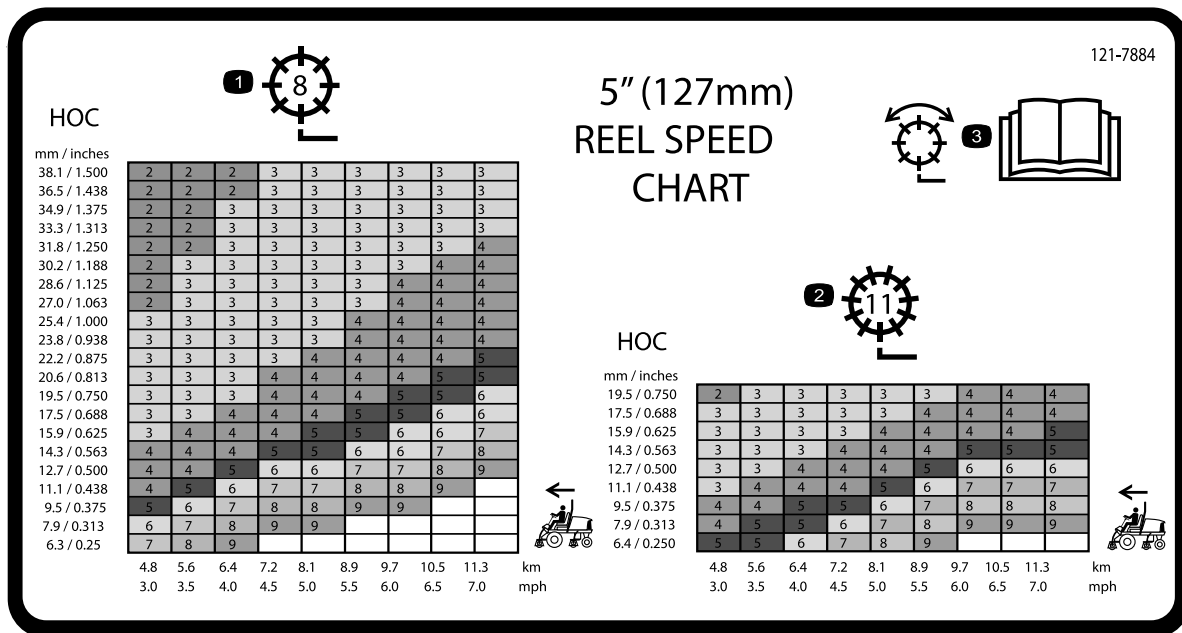 121-7884
5” (127mm)
REEL SPEED
CHART
1
8
HOC
mm / inches
38.1 / 1.500 2 2 2 3 3 3 3 3 3
36.5 / 1.438 2 2 2 3 3 3 3 3 3
34.9 / 1.375 2 2 3 3 3 3 3 3 3
33.3 / 1.313 2 2 3 3 3 3 3 3 3
31.8 / 1.250 2 2 3 3 3 3 3 3 4
30.2 / 1.188 2 3 3 3 3 3 3 4 4
28.6 / 1.125 2 3 3 3 3 3 4 4 4
27.0 / 1.063 2 3 3 3 3 3 4 4 4
25.4 / 1.000 3 3 3 3 3 4 4 4 4
23.8 / 0.938 3 3 3 3 3 4 4 4 4
22.2 / 0.875 3 3 3 3 4 4 4 4 5
20.6 / 0.813 3 3 3 4 4 4 4 5 5
19.5 / 0.750 3 3 3 4 4 4 5 5 6
17.5 / 0.688 3 3 4 4 4 5 5 6 6
15.9 / 0.625 3 4 4 4 5 5 6 6 7
14.3 / 0.563 4 4 4 5 5 6 6 7 8
12.7 / 0.500 4 4 5 6 6 7 7 8 9
11.1 / 0.438 4 5 6 7 7 8 8 9
9.5 / 0.375 5 6 7 8 8 9 9
7.9 / 0.313 6 7 8 9 9
6.3 / 0.25 7 8 9
4.8 5.6 6.4 7.2 8.1 8.9 9.7 10.5 11.3 km
3.0 3.5 4.0 4.5 5.0 5.5 6.0 6.5 7.0 mph
3
2
11
HOC
mm / inches
19.5 / 0.750 2 3 3 3 3 3 4 4 4
17.5 / 0.688 3 3 3 3 3 4 4 4 4
15.9 / 0.625 3 3 3 3 4 4 4 4 5
14.3 / 0.563 3 3 3 4 4 4 5 5 5
12.7 / 0.500 3 3 4 4 4 5 6 6 6
11.1 / 0.438 3 4 4 4 5 6 7 7 7
9.5 / 0.375 4 4 5 5 6 7 8 8 8
7.9 / 0.313 4 5 5 6 7 8 9 9 9
6.4 / 0.250 5 5 6 7 8 9
4.8 5.6 6.4 7.2 8.1 8.9 9.7 10.5 11.3 km
3.0 3.5 4.0 4.5 5.0 5.5 6.0 6.5 7.0 mph